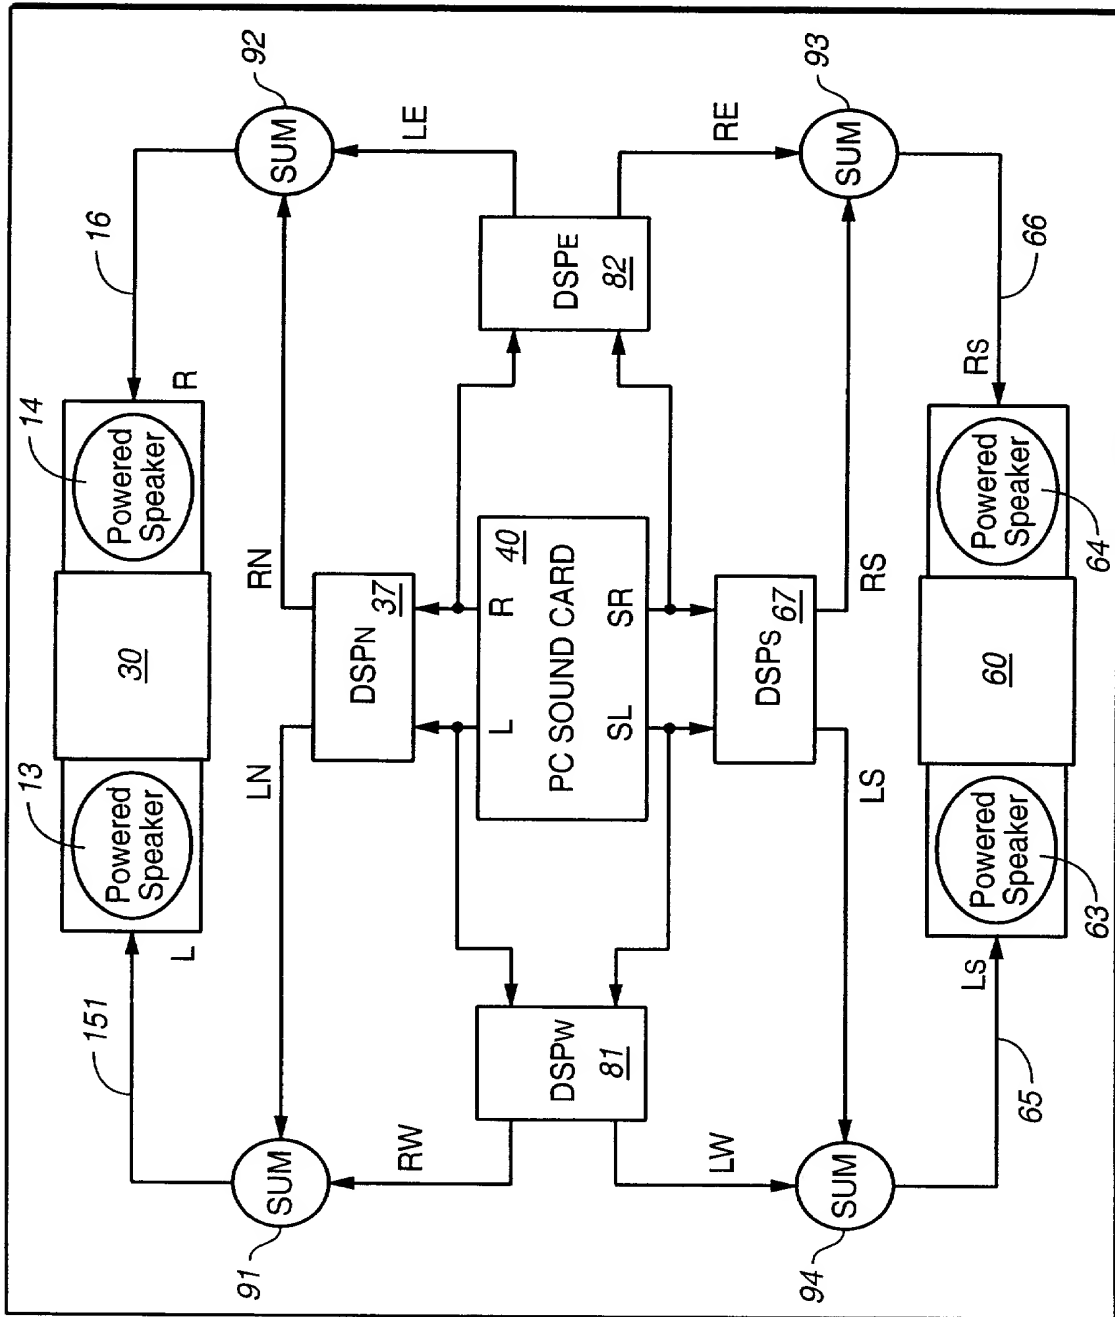 151
13
14
16
92
L
Powered
Speaker
30
Powered
Speaker
R
SUM
91
LN
RN
SUM
RW
DSPN
37
LE
DSPW
81
L
R
40
PC SOUND CARD
SL
SR
DSPE
82
LW
DSPS
67
RE
SUM
94
LS
RS
SUM
93
65
LS
Powered
Speaker
63
60
Powered
Speaker
64
RS
66